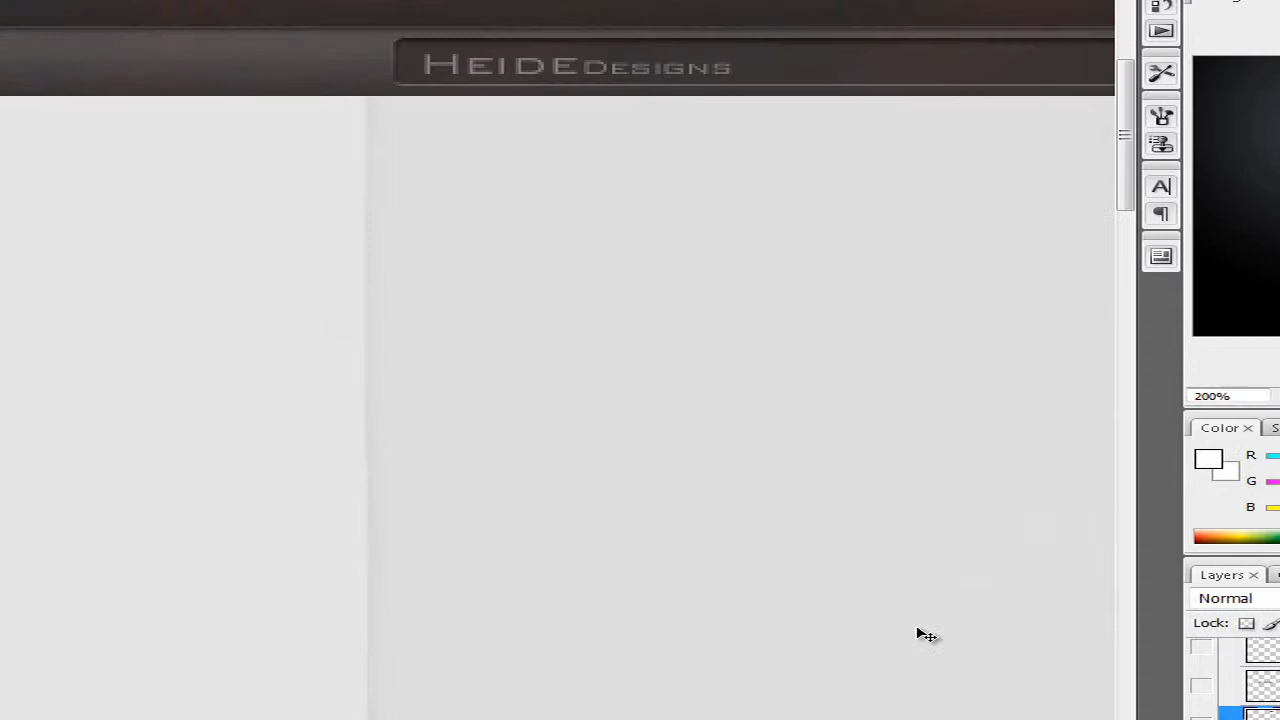 HEIDEDESIGNS
A
200%
Color
S
R
G
B
Layers
Normal
Lock: